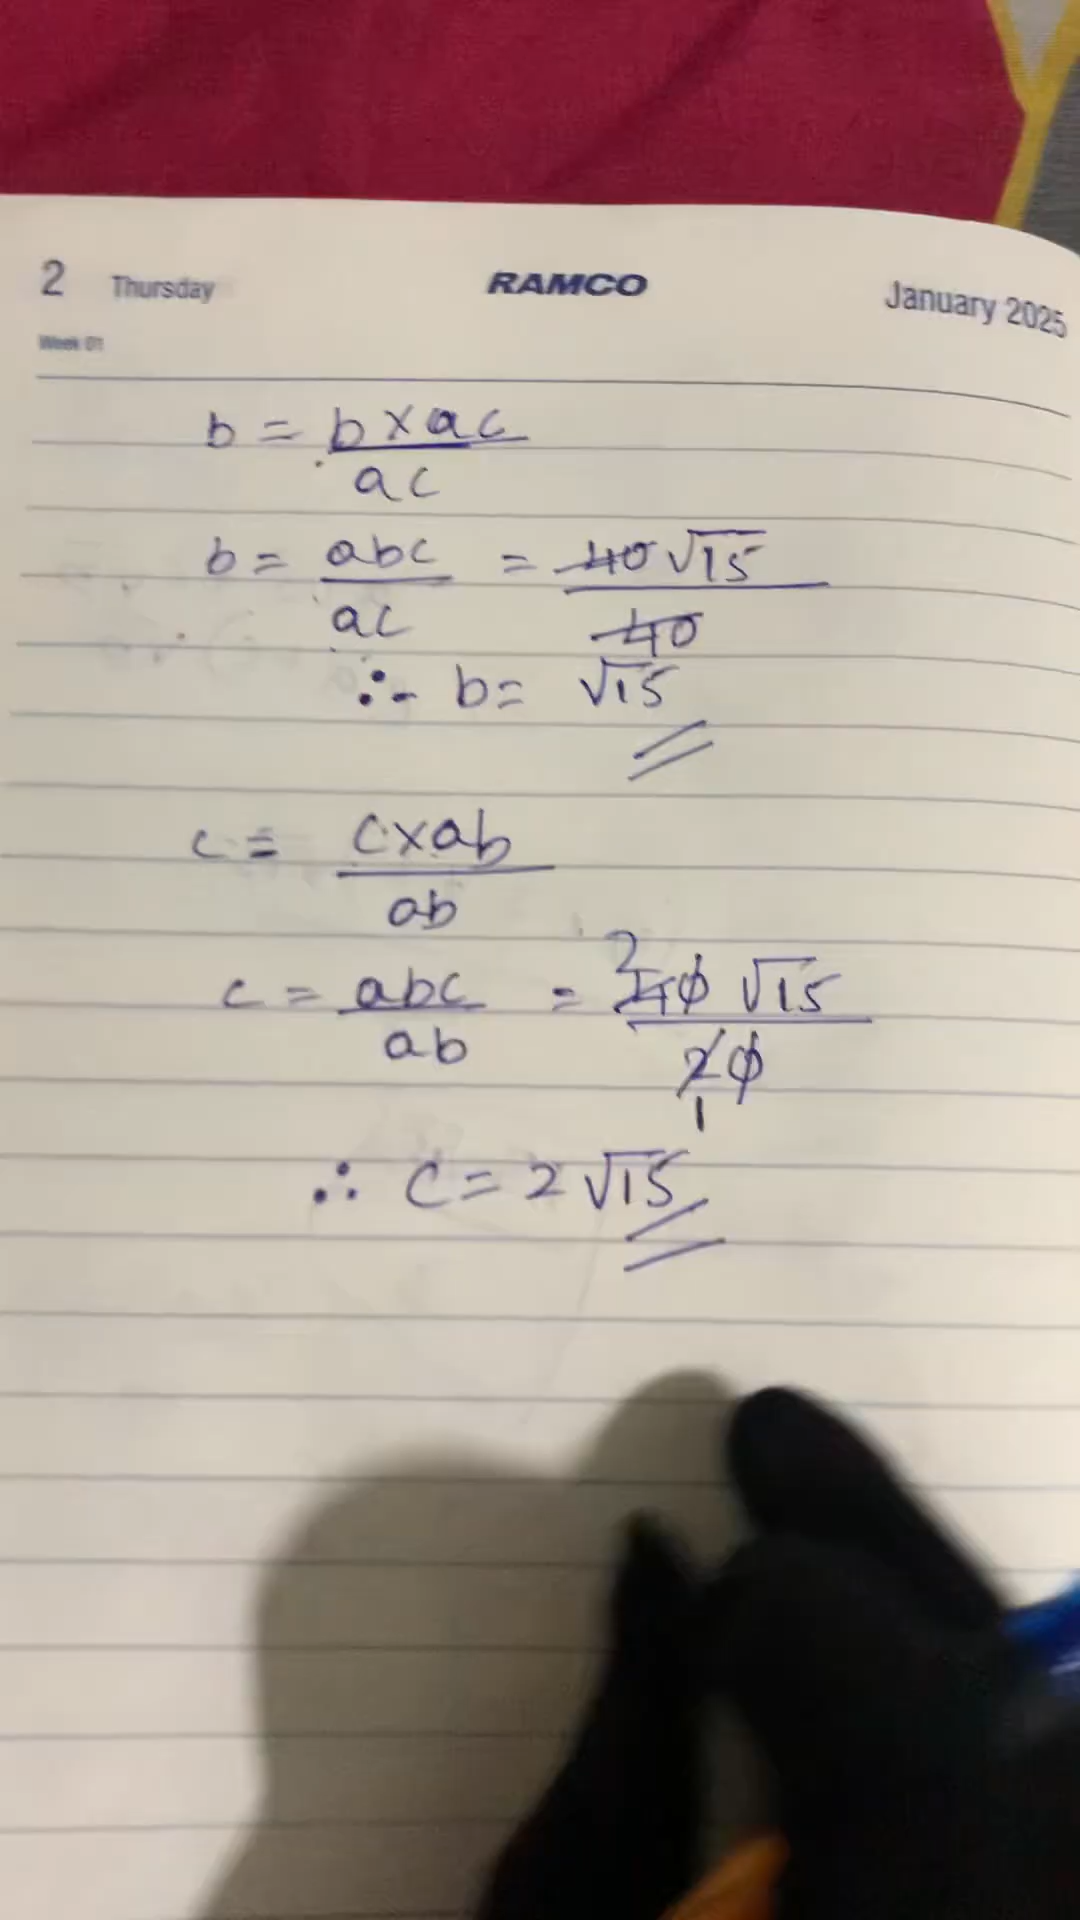 2 Thursday RAMCO January 2025
Week 01
b = b × ac
ac
b = abc = 40√15
ac 40
∴ b = √15
c = c×ab
ab
c = abc = 2 40 √15
ab 20
1
∴ c = 2√15